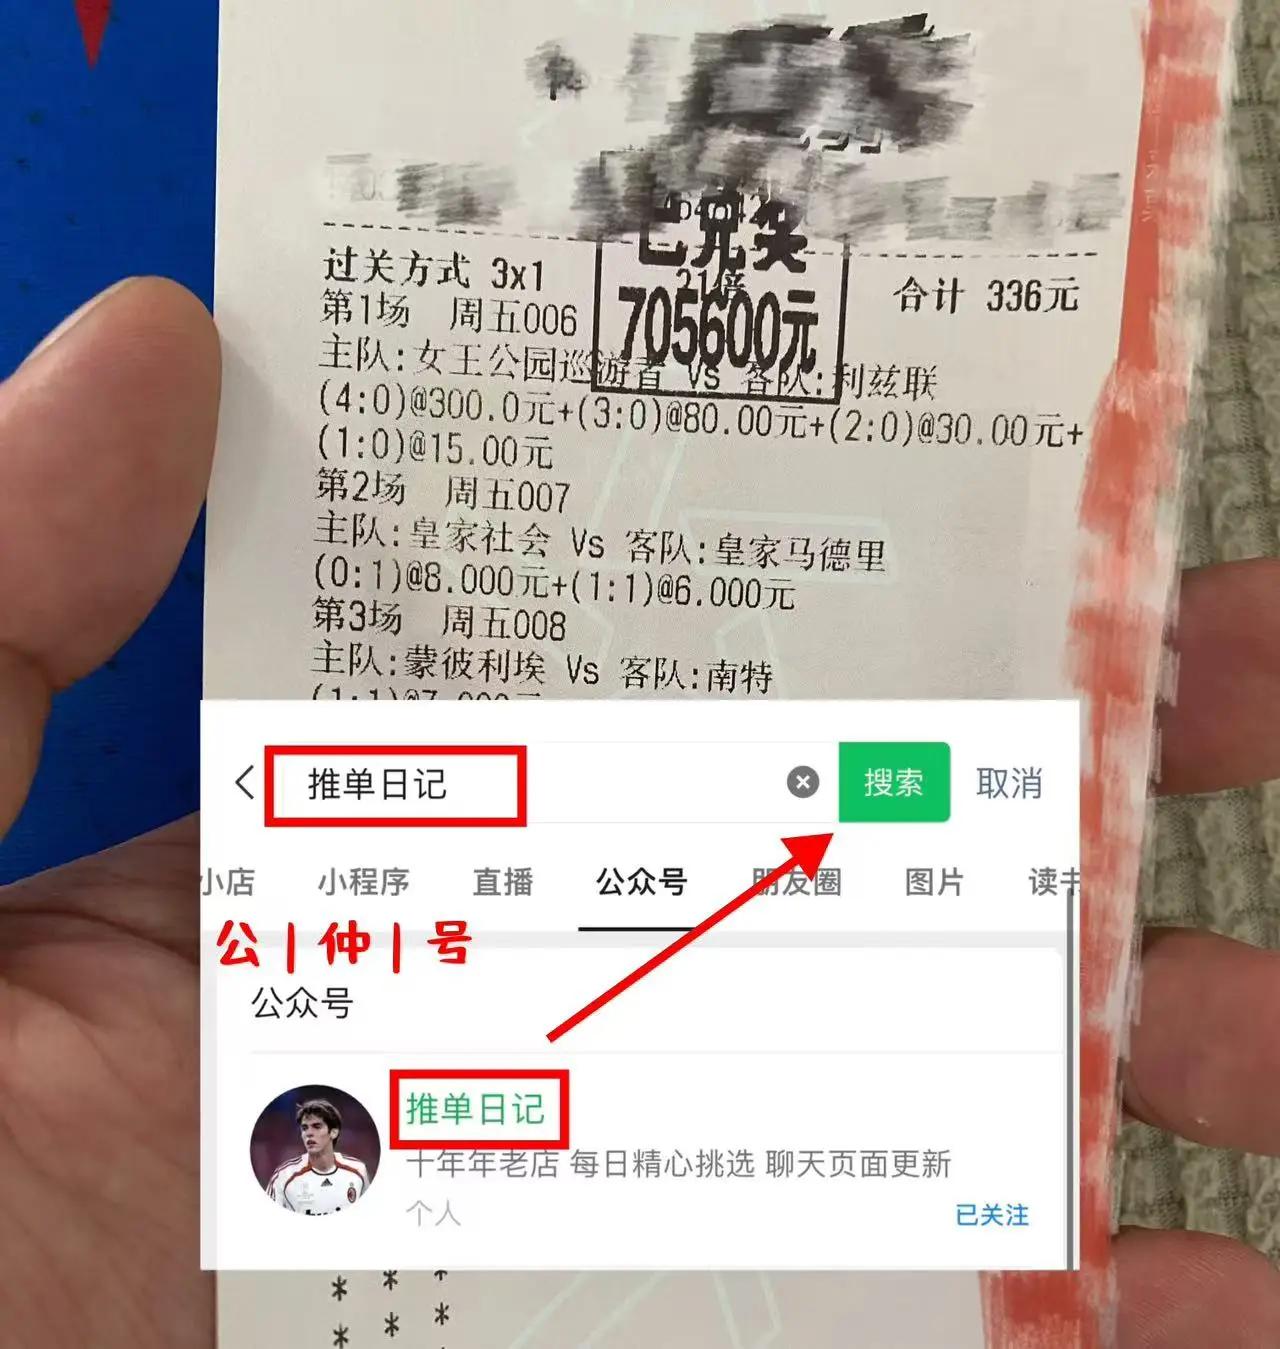 已兑奖
21倍
705600元
过关方式 3x1
合计 336元
第1场 周五006
主队:女王公园巡游者 Vs 客队:利兹联
(4:0)@300.0元+(3:0)@80.00元+(2:0)@30.00元+
(1:0)@15.00元
第2场 周五007
主队:皇家社会 Vs 客队:皇家马德里
(0:1)@8.000元+(1:1)@6.000元
第3场 周五008
主队:蒙彼利埃 Vs 客队:南特
推单日记
搜索
取消
小店 小程序 直播 公众号 朋友圈 图片 读书
公|仲|号
公众号
推单日记
十年年老店 每日精心挑选 聊天页面更新
个人
已关注
* * *
* * *